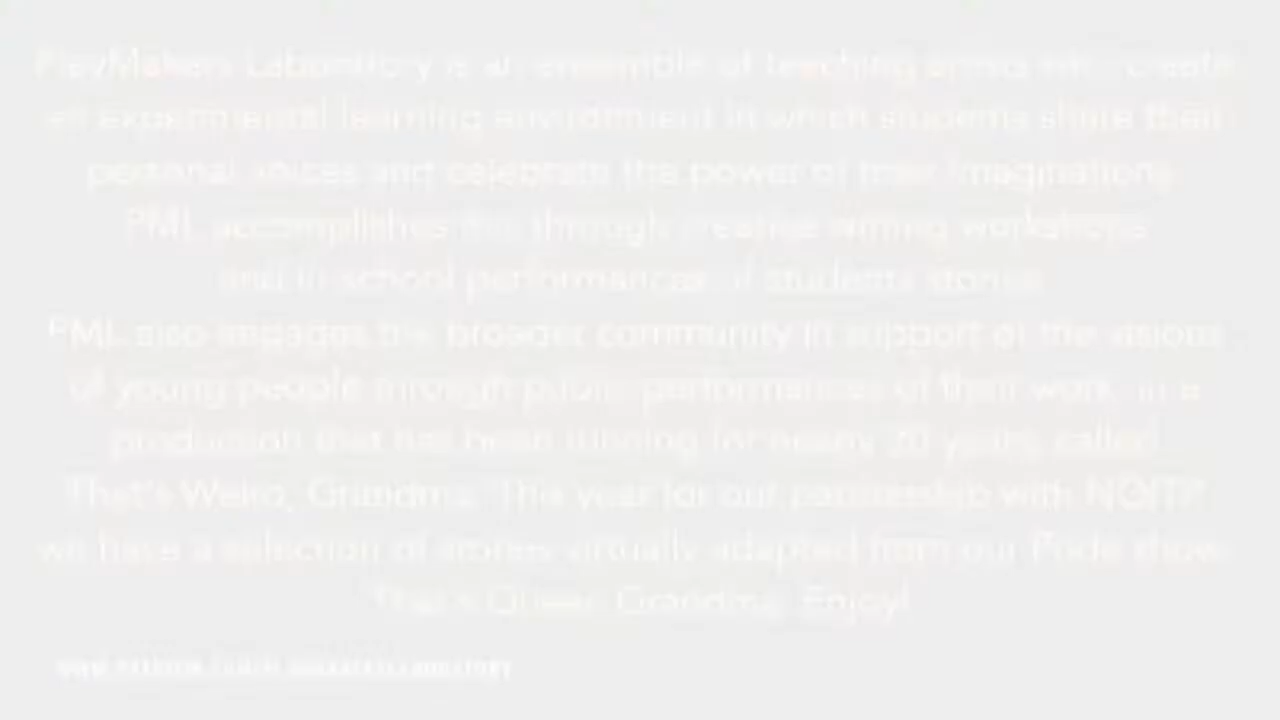 PlayMakers Laboratory is an ensemble of teaching artists who create
an experimental learning environment in which students share their
personal voices and celebrate the power of their imaginations.
PML accomplishes this through creative writing workshops
and in-school performances of students' stories.
PML also engages the broader community in support of the visions
of young people through public performances of their work, in a
production that has been running for nearly 20 years called
That's Weird, Grandma. This year for our partnership with
we have a selection of stories virtually adapted from our Pride show,
That's Queer, Grandma. Enjoy!